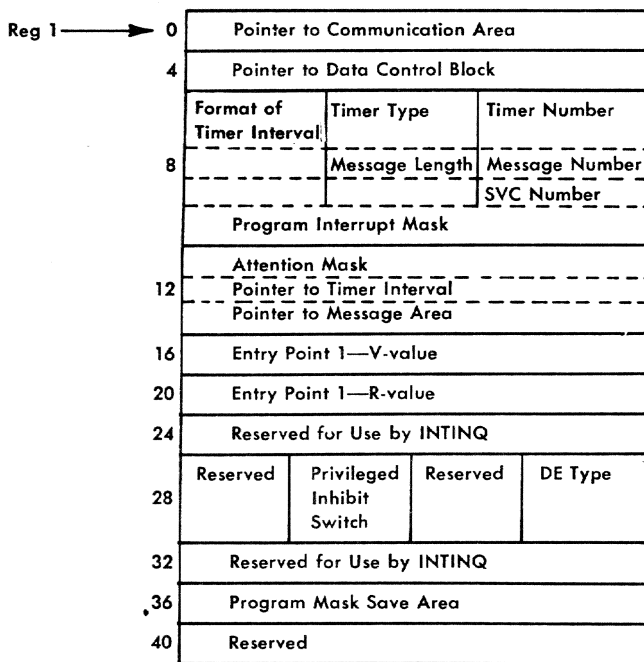 Reg 1 0 Pointer to Communication Area
4 Pointer to Data Control Block
Format of Timer Type Timer Number
Timer Interval
8 Message Length Message Number
SVC Number
Program Interrupt Mask
Attention Mask
12 Pointer to Timer Interval
Pointer to Message Area
16 Entry Point 1—V-value
20 Entry Point 1—R-value
24 Reserved for Use by INTINQ
Reserved Privileged Reserved DE Type
28 Inhibit
Switch
32 Reserved for Use by INTINQ
36 Program Mask Save Area
40 Reserved